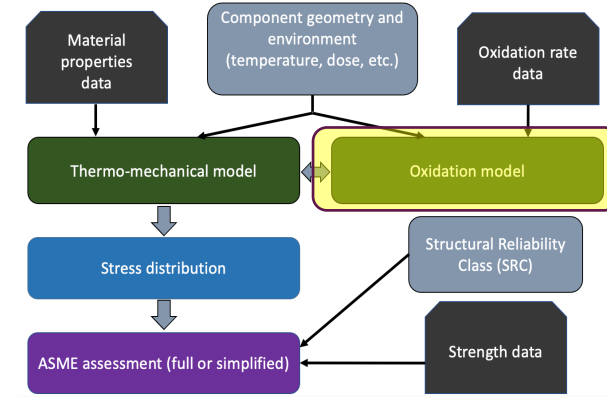 Material
properties
data
Component geometry and
environment
(temperature, dose, etc.)
Oxidation rate
data
Thermo-mechanical model
Oxidation model
Stress distribution
Structural Reliability
Class (SRC)
ASME assessment (full or simplified)
Strength data